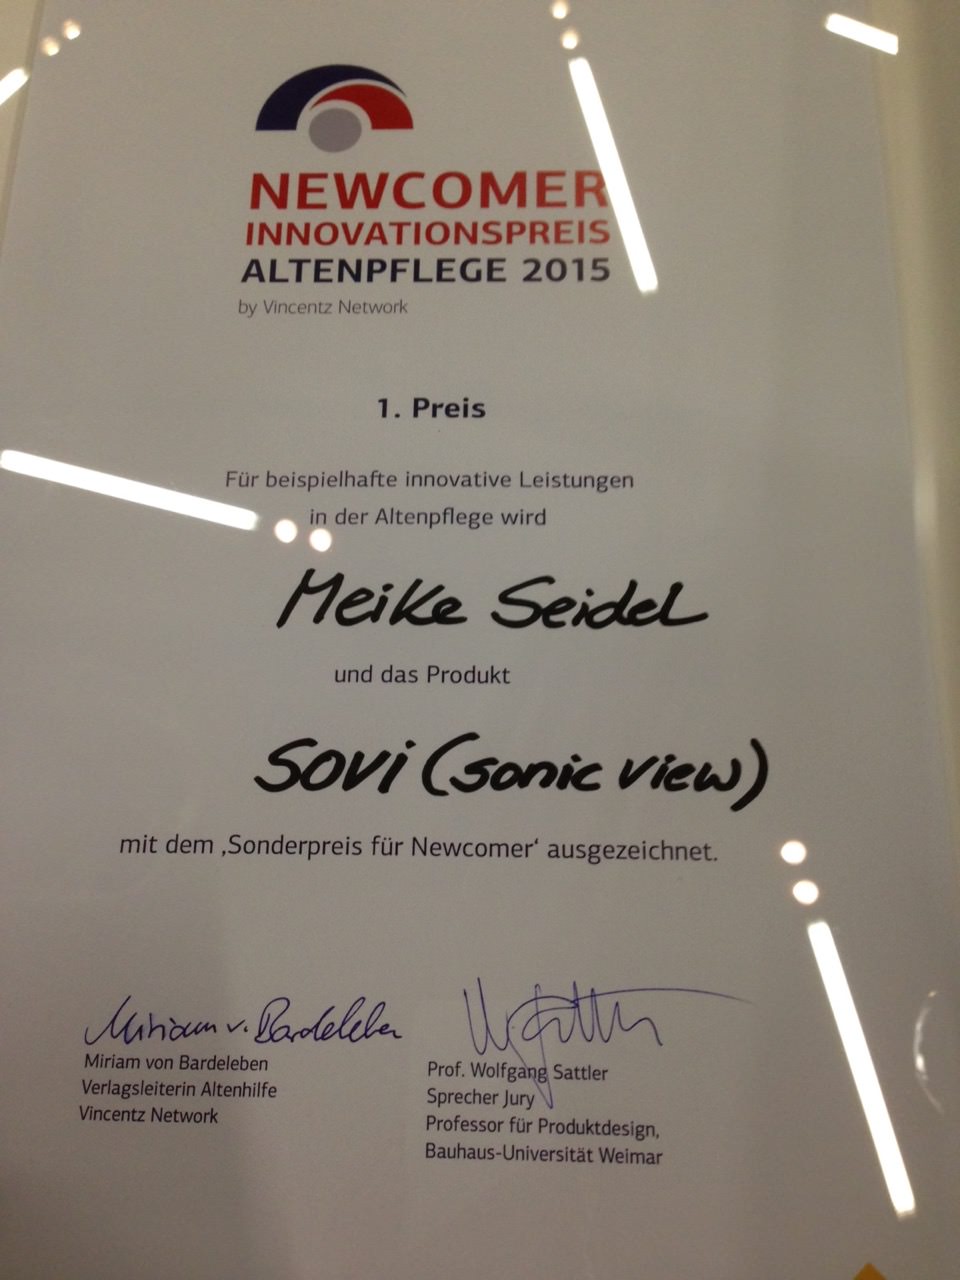 NEWCOMER
INNOVATIONSPREIS
ALTENPFLEGE 2015
by Vincentz Network
1. Preis
Für beispielhafte innovative Leistungen
in der Altenpflege wird
Meike Seidel
und das Produkt
SOVI (sonic view)
mit dem ‚Sonderpreis für Newcomer‘ ausgezeichnet.
Miriam v. Bardeleben
Miriam von Bardeleben
Verlagsleiterin Altenhilfe
Vincentz Network
W. Sattler
Prof. Wolfgang Sattler
Sprecher Jury
Professor für Produktdesign,
Bauhaus-Universität Weimar